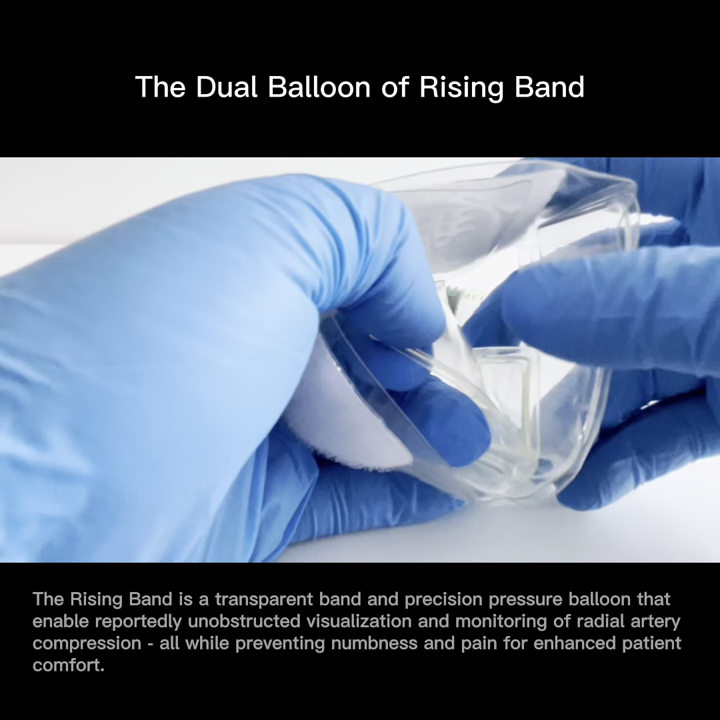 The Dual Balloon of Rising Band
The Rising Band is a transparent band and precision pressure balloon that
enable reportedly unobstructed visualization and monitoring of radial artery
compression - all while preventing numbness and pain for enhanced patient
comfort.